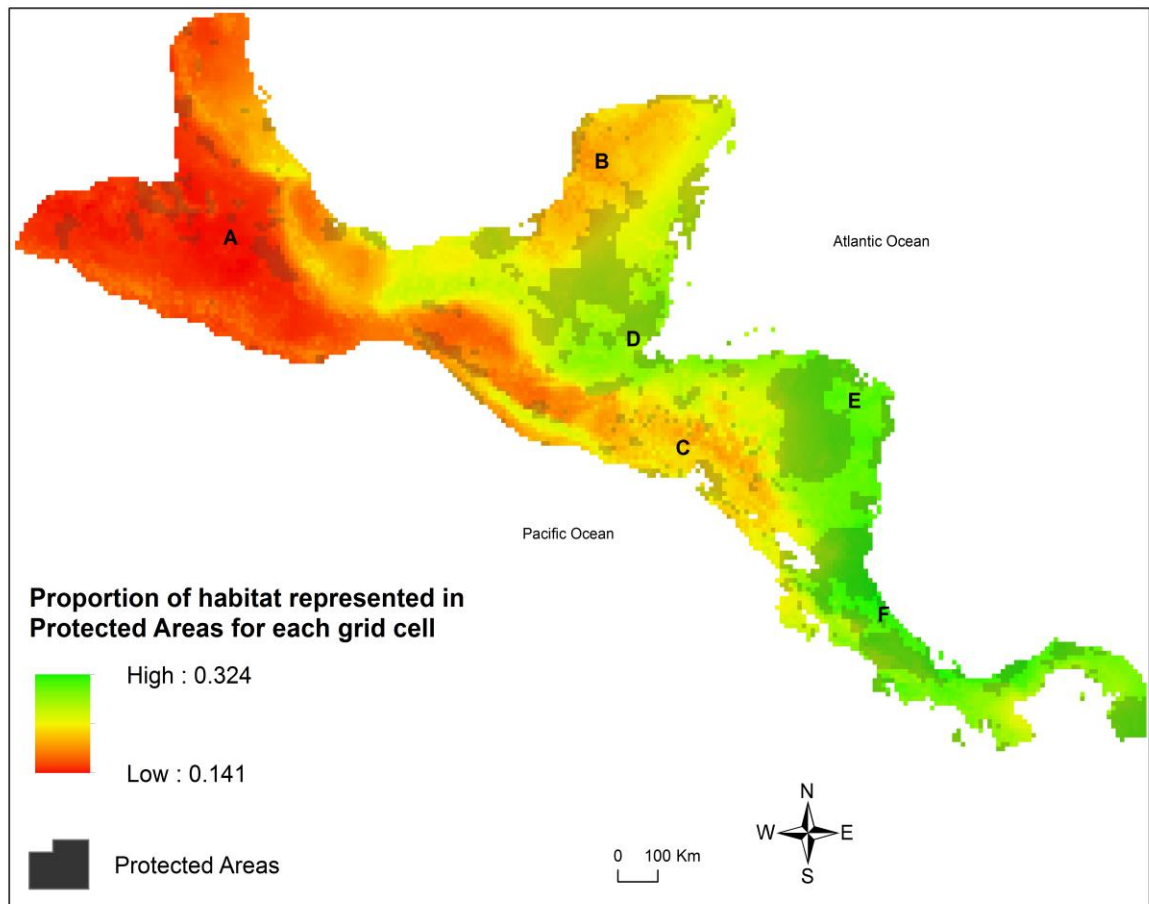 B
A
Atlantic Ocean
D
E
C
Pacific Ocean
Proportion of habitat represented in
Protected Areas for each grid cell
F
High : 0.324
Low : 0.141
N
W E
S
0 100 Km
Protected Areas